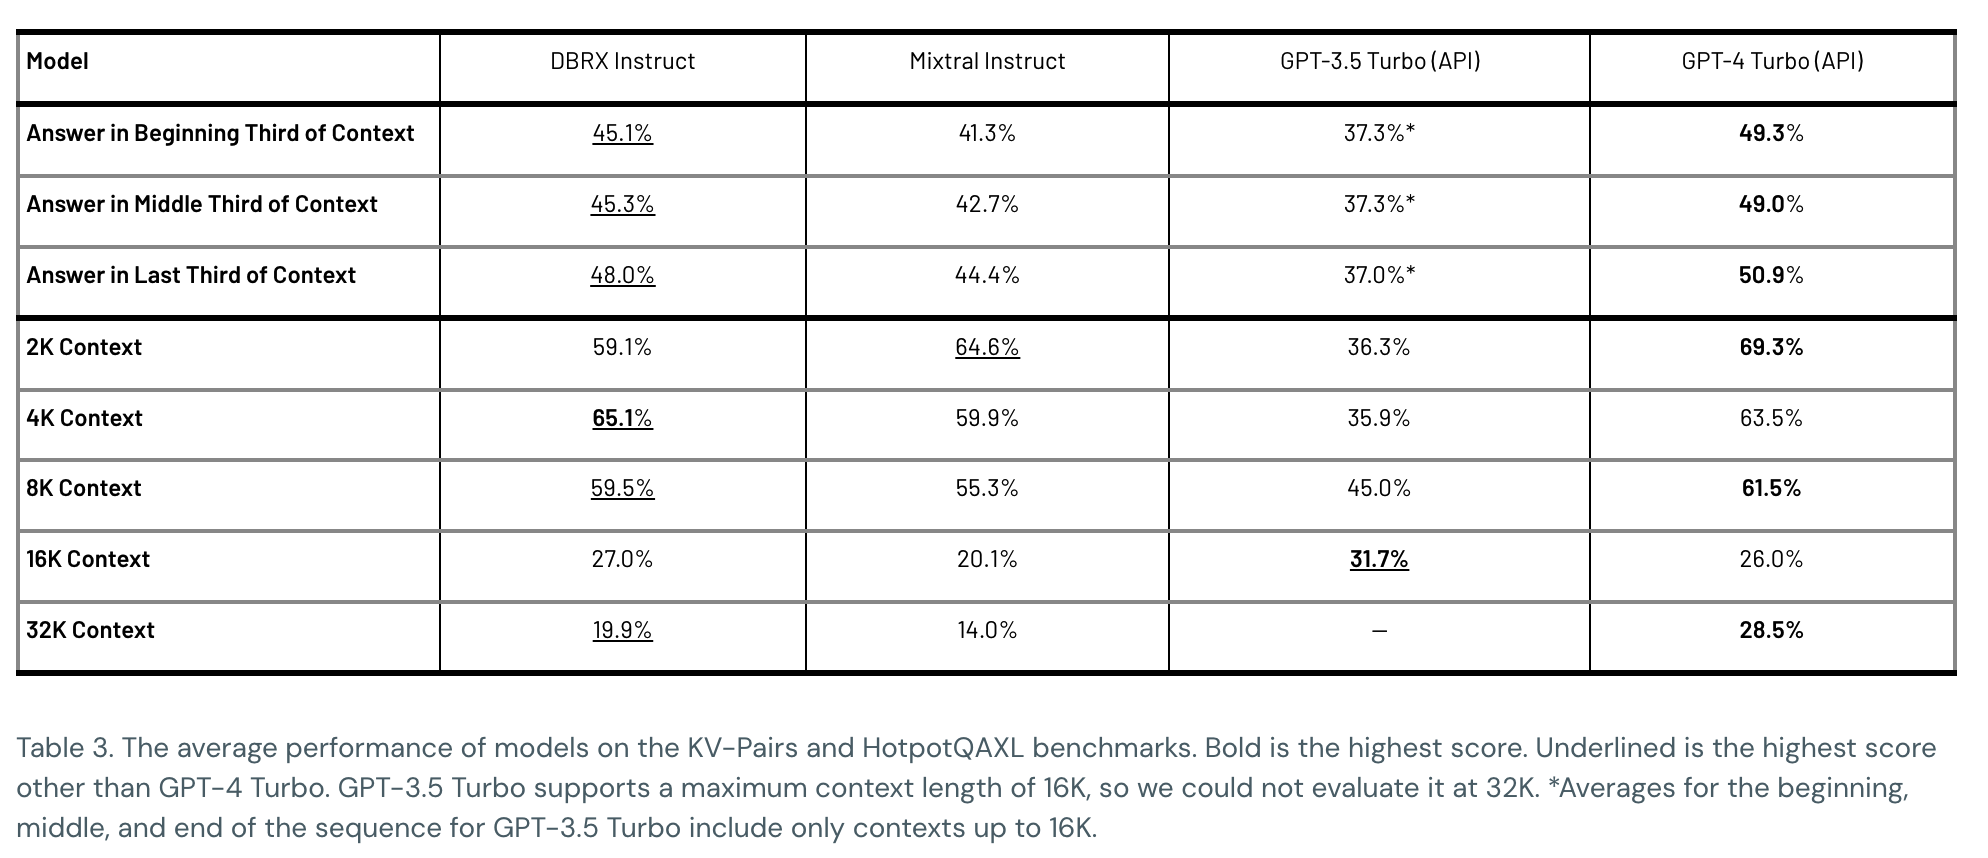 Model DBRX Instruct Mixtral Instruct GPT-3.5 Turbo (API) GPT-4 Turbo (API)
Answer in Beginning Third of Context 45.1% 41.3% 37.3%* 49.3%
Answer in Middle Third of Context 45.3% 42.7% 37.3%* 49.0%
Answer in Last Third of Context 48.0% 44.4% 37.0%* 50.9%
2K Context 59.1% 64.6% 36.3% 69.3%
4K Context 65.1% 59.9% 35.9% 63.5%
8K Context 59.5% 55.3% 45.0% 61.5%
16K Context 27.0% 20.1% 31.7% 26.0%
32K Context 19.9% 14.0% — 28.5%
Table 3. The average performance of models on the KV-Pairs and HotpotQAXL benchmarks. Bold is the highest score. Underlined is the highest score
other than GPT-4 Turbo. GPT-3.5 Turbo supports a maximum context length of 16K, so we could not evaluate it at 32K. *Averages for the beginning,
middle, and end of the sequence for GPT-3.5 Turbo include only contexts up to 16K.